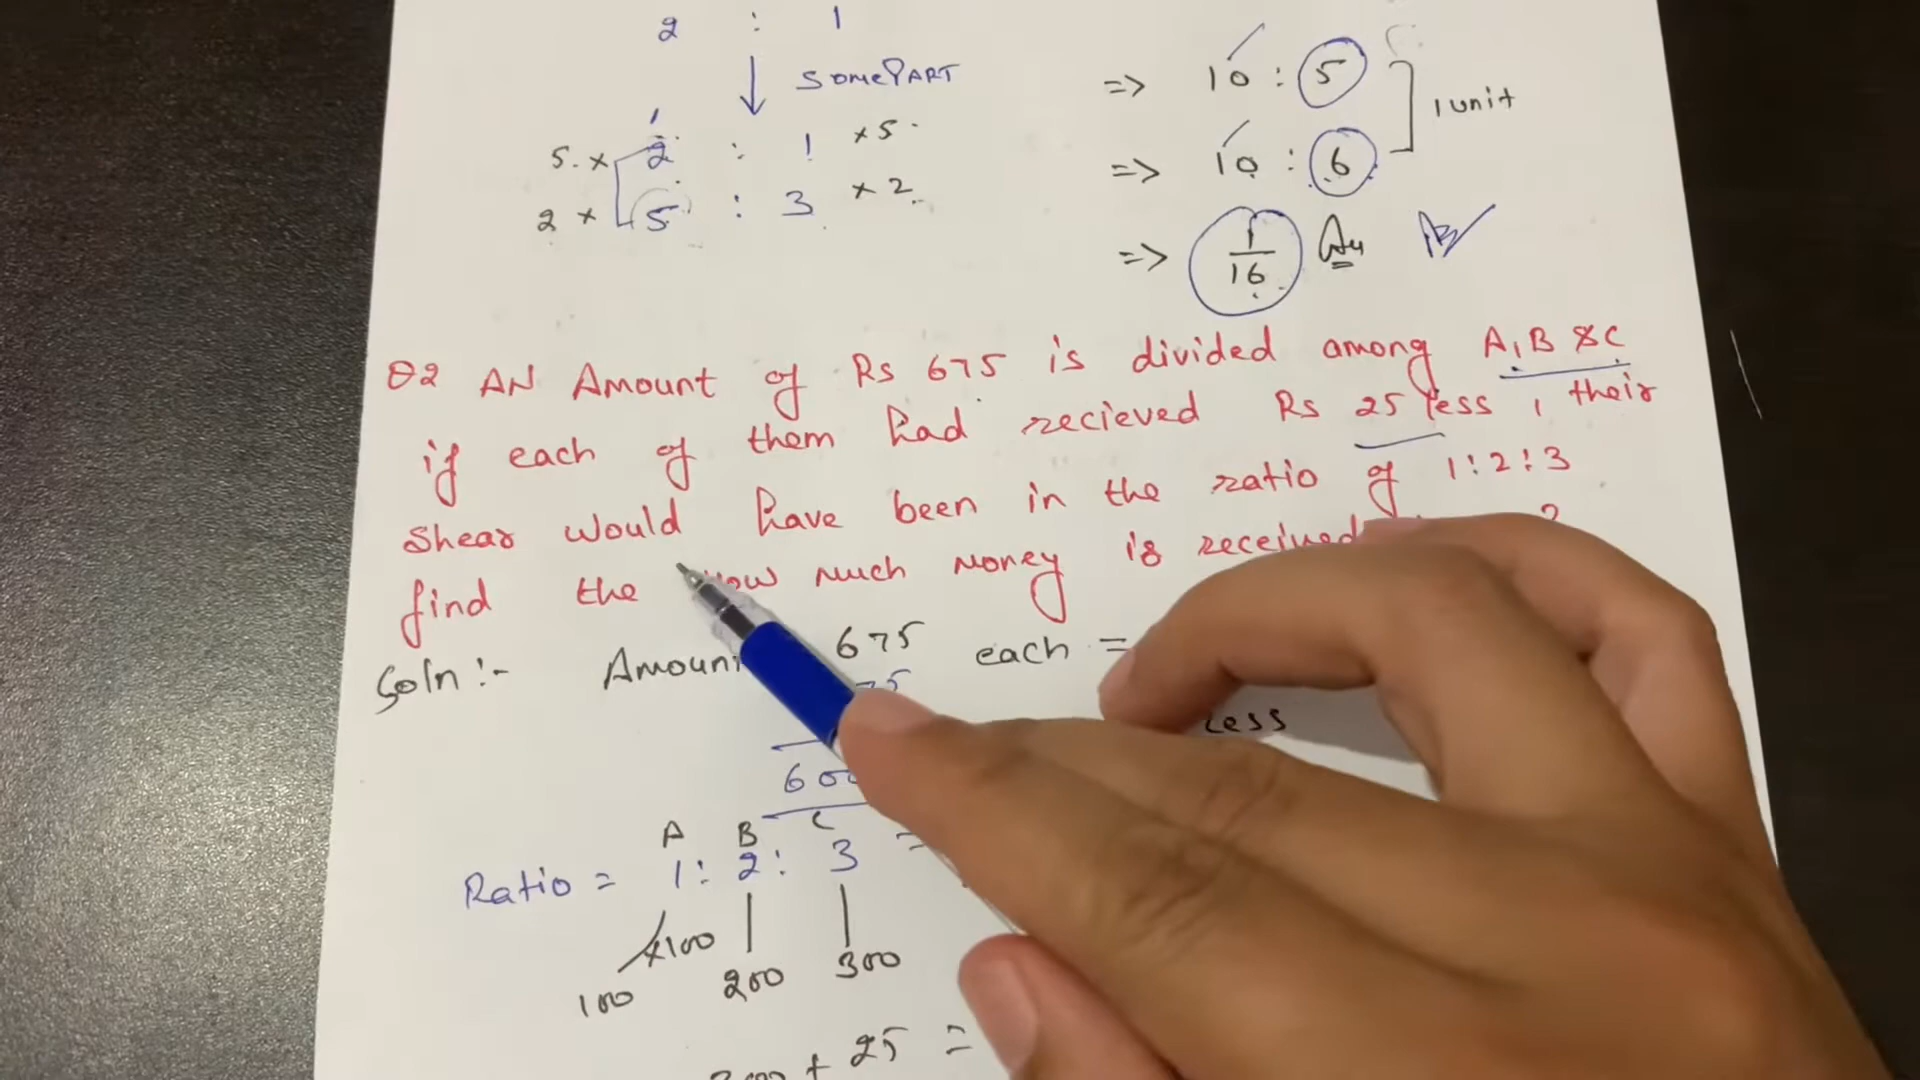 2 : 1
SOMePART
1
5. x 2 : 1 x 5.
2 x 5 : 3 x 2
=> 10 : 5
1 unit
=> 10 : 6
=> 1/16 Au
Q2 AN Amount of Rs 675 is divided among A, B & C
if each of them had recieved Rs 25 less, their
shear would have been in the ratio of 1:2:3
find the how much money is received ?
Soln :- Amount 675 each =
75 Less
600
A B C
Ratio = 1: 2: 3 =
x100
100 200 300
+ 25 =